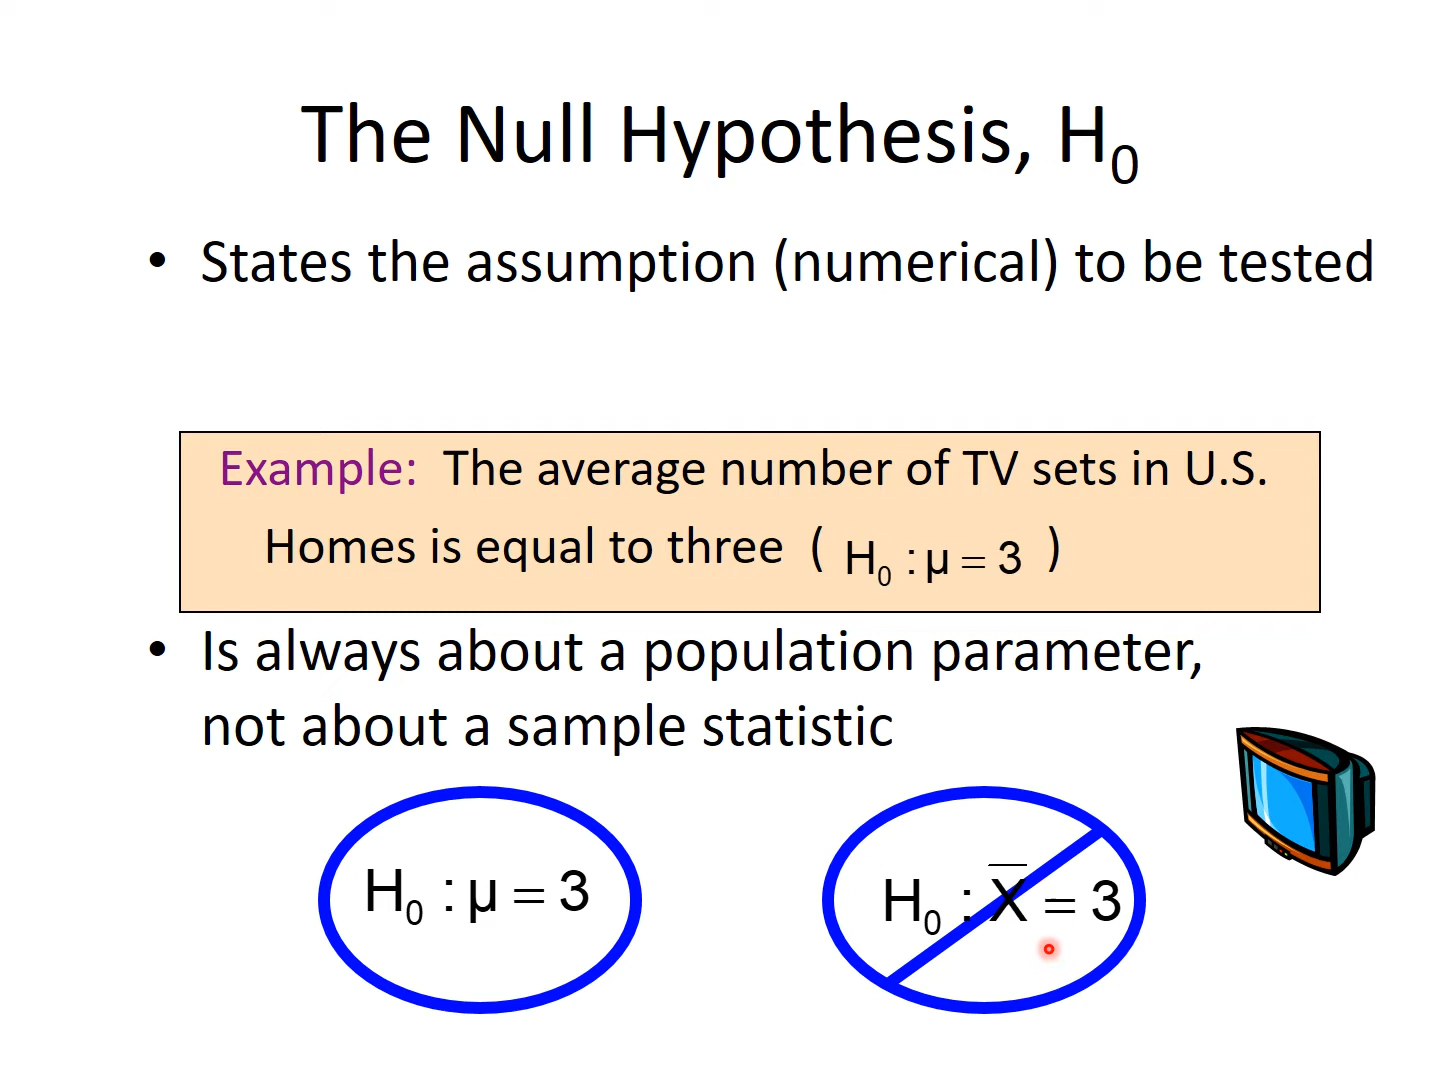 The Null Hypothesis, H₀
• States the assumption (numerical) to be tested
Example: The average number of TV sets in U.S.
Homes is equal to three ( H₀ : μ = 3 )
• Is always about a population parameter,
not about a sample statistic
H₀ : μ = 3
H₀ : X̅ = 3